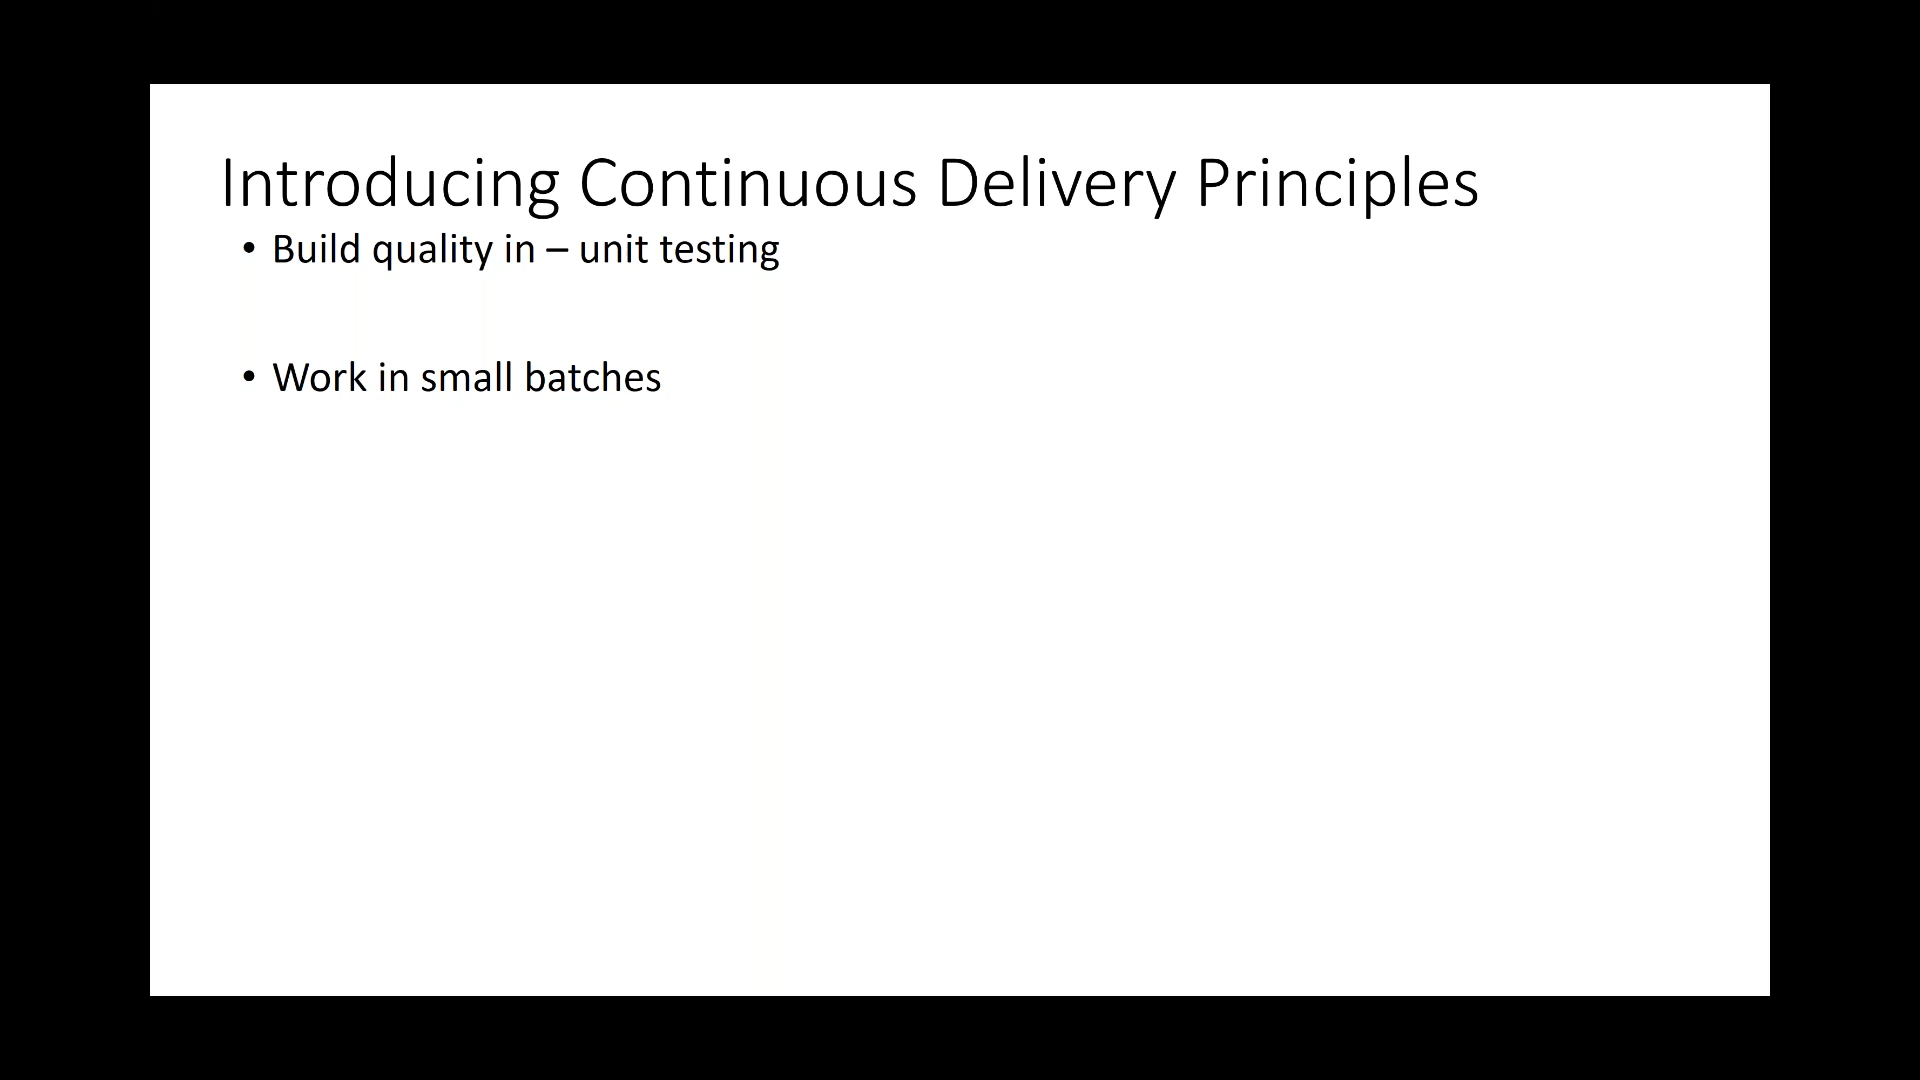 Introducing Continuous Delivery Principles
• Build quality in – unit testing
• Work in small batches